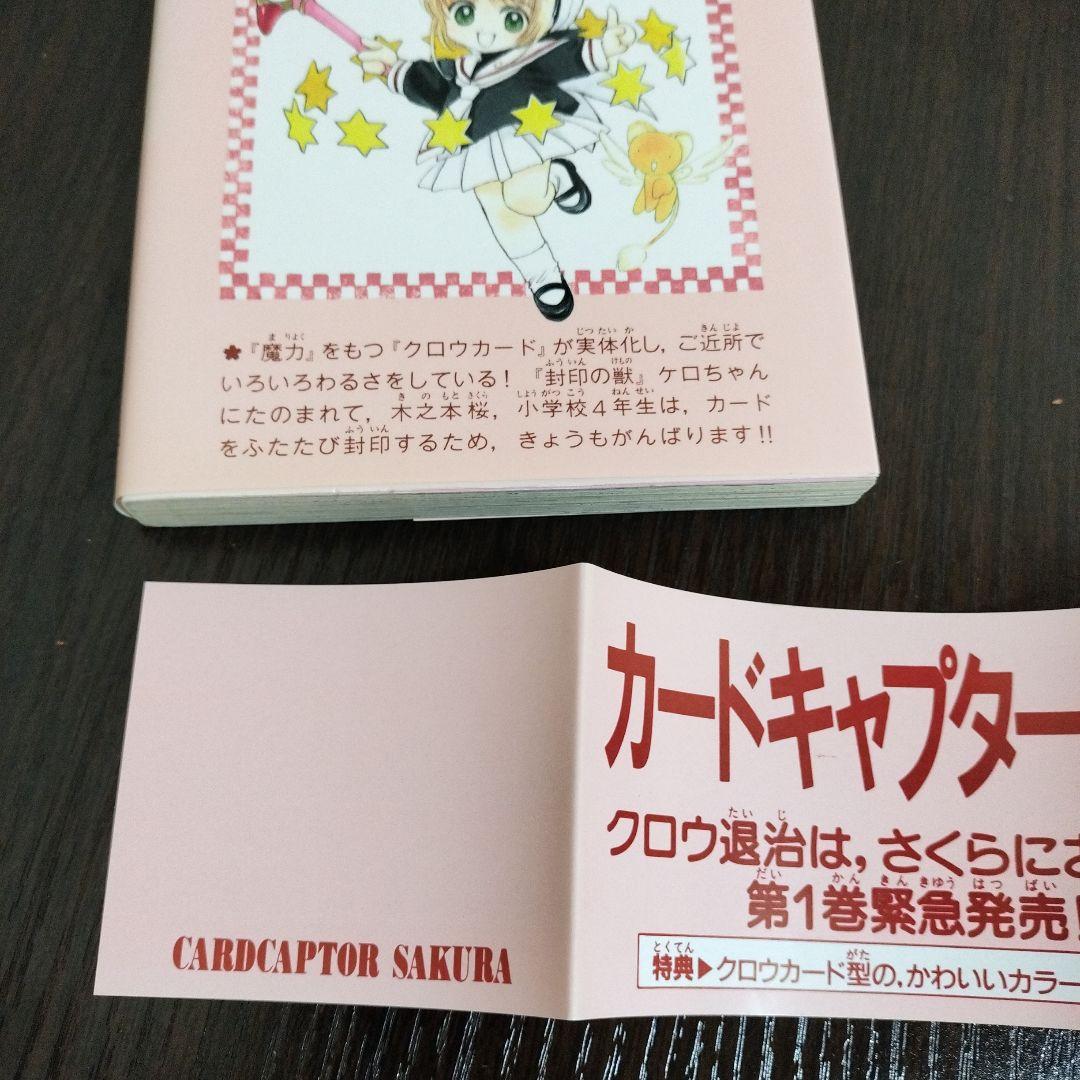 ★『魔力』をもつ『クロウカード』が実体化し，ご近所で
いろいろわるさをしている！『封印の獣』ケロちゃん
にたのまれて，木之本桜，小学校4年生は，カード
をふたたび封印するため，きょうもがんばります!!
カードキャプター
クロウ退治は，さくらに
第1巻緊急発売
特典▶クロウカード型の，かわいいカラー
CARDCAPTOR SAKURA